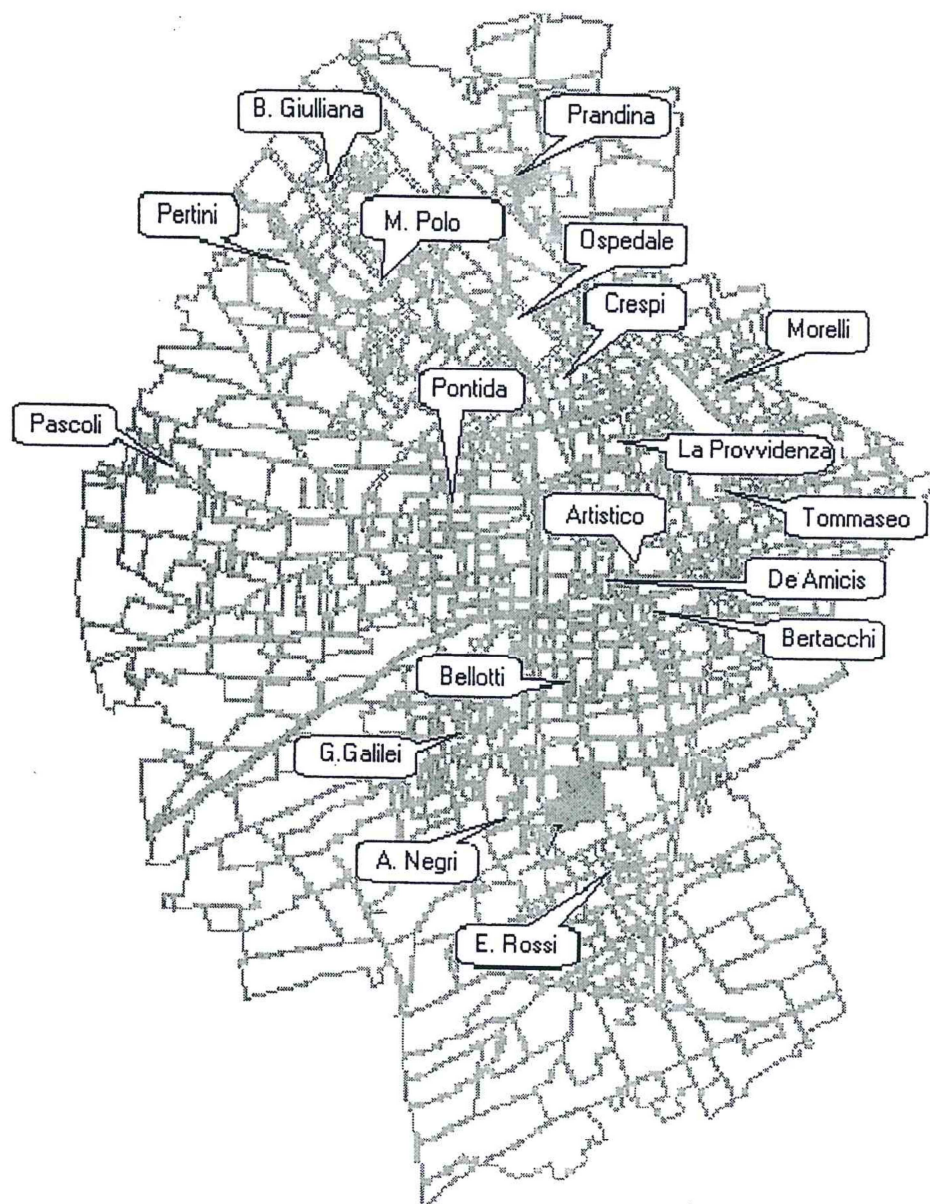 B. Giulliana
Prandina
Pertini
M. Polo
Ospedale
Crespi
Morelli
Pontida
Pascoli
La Provvidenza
Artistico
Tommaseo
De Amicis
Bertacchi
Bellotti
G.Galilei
A. Negri
E. Rossi